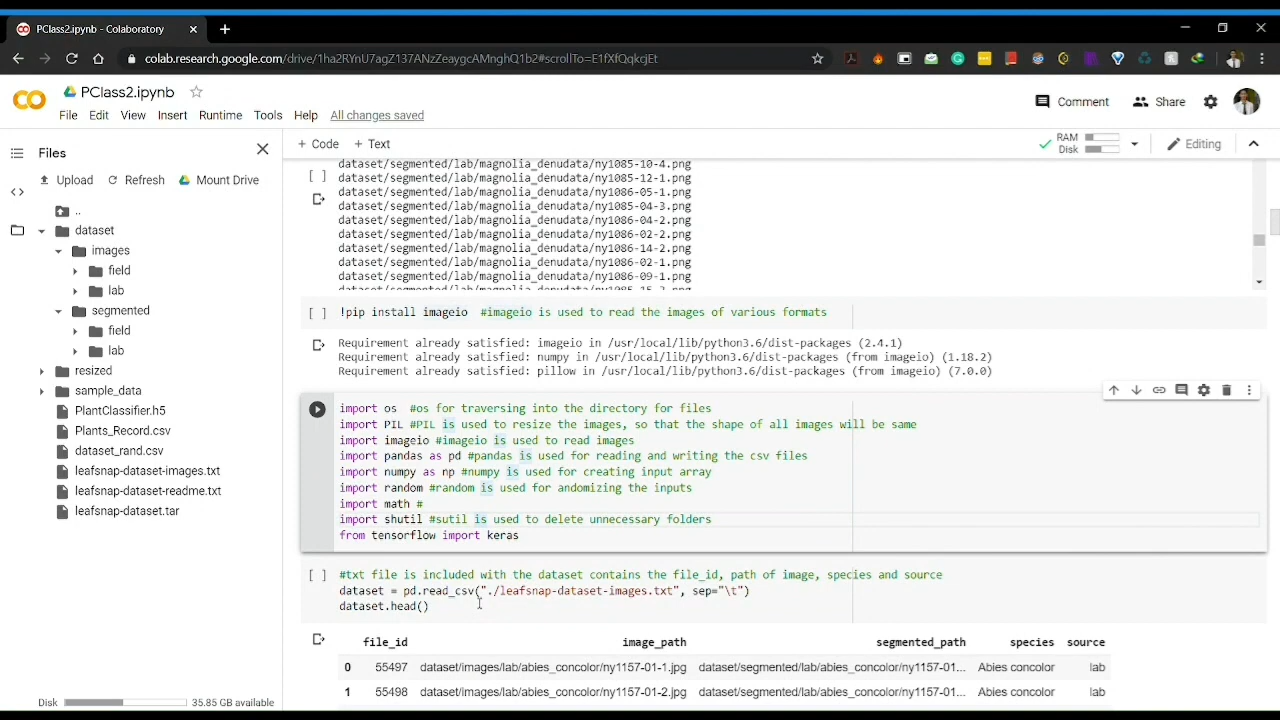 PClass2.ipynb - Colaboratory
colab.research.google.com/drive/1ha2RYnU7agZ137ANzZeaygcAMnghQ1b2#scrollTo=E1fXfQqkcjEt
PClass2.ipynb
File Edit View Insert Runtime Tools Help All changes saved
Comment Share
Files
Upload Refresh Mount Drive
..
dataset
images
field
lab
segmented
field
lab
resized
sample_data
PlantClassifier.h5
Plants_Record.csv
dataset_rand.csv
leafsnap-dataset-images.txt
leafsnap-dataset-readme.txt
leafsnap-dataset.tar
Disk 35.85 GB available
+ Code + Text
RAM
Disk
Editing
dataset/segmented/lab/magnolia_denudata/ny1085-10-4.png
[ ] dataset/segmented/lab/magnolia_denudata/ny1085-12-1.png
dataset/segmented/lab/magnolia_denudata/ny1086-05-1.png
dataset/segmented/lab/magnolia_denudata/ny1085-04-3.png
dataset/segmented/lab/magnolia_denudata/ny1086-04-2.png
dataset/segmented/lab/magnolia_denudata/ny1086-02-2.png
dataset/segmented/lab/magnolia_denudata/ny1086-14-2.png
dataset/segmented/lab/magnolia_denudata/ny1086-02-1.png
dataset/segmented/lab/magnolia_denudata/ny1086-09-1.png
dataset/segmented/lab/magnolia_denudata/ny1085-15-2.png
[ ] !pip install imageio #imageio is used to read the images of various formats
Requirement already satisfied: imageio in /usr/local/lib/python3.6/dist-packages (2.4.1)
Requirement already satisfied: numpy in /usr/local/lib/python3.6/dist-packages (from imageio) (1.18.2)
Requirement already satisfied: pillow in /usr/local/lib/python3.6/dist-packages (from imageio) (7.0.0)
import os #os for traversing into the directory for files
import PIL #PIL is used to resize the images, so that the shape of all images will be same
import imageio #imageio is used to read images
import pandas as pd #pandas is used for reading and writing the csv files
import numpy as np #numpy is used for creating input array
import random #random is used for andomizing the inputs
import math #
import shutil #sutil is used to delete unnecessary folders
from tensorflow import keras
[ ] #txt file is included with the dataset contains the file_id, path of image, species and source
dataset = pd.read_csv("./leafsnap-dataset-images.txt", sep="\t")
dataset.head()
file_id image_path segmented_path species source
0 55497 dataset/images/lab/abies_concolor/ny1157-01-1.jpg dataset/segmented/lab/abies_concolor/ny1157-01... Abies concolor lab
1 55498 dataset/images/lab/abies_concolor/ny1157-01-2.jpg dataset/segmented/lab/abies_concolor/ny1157-01... Abies concolor lab